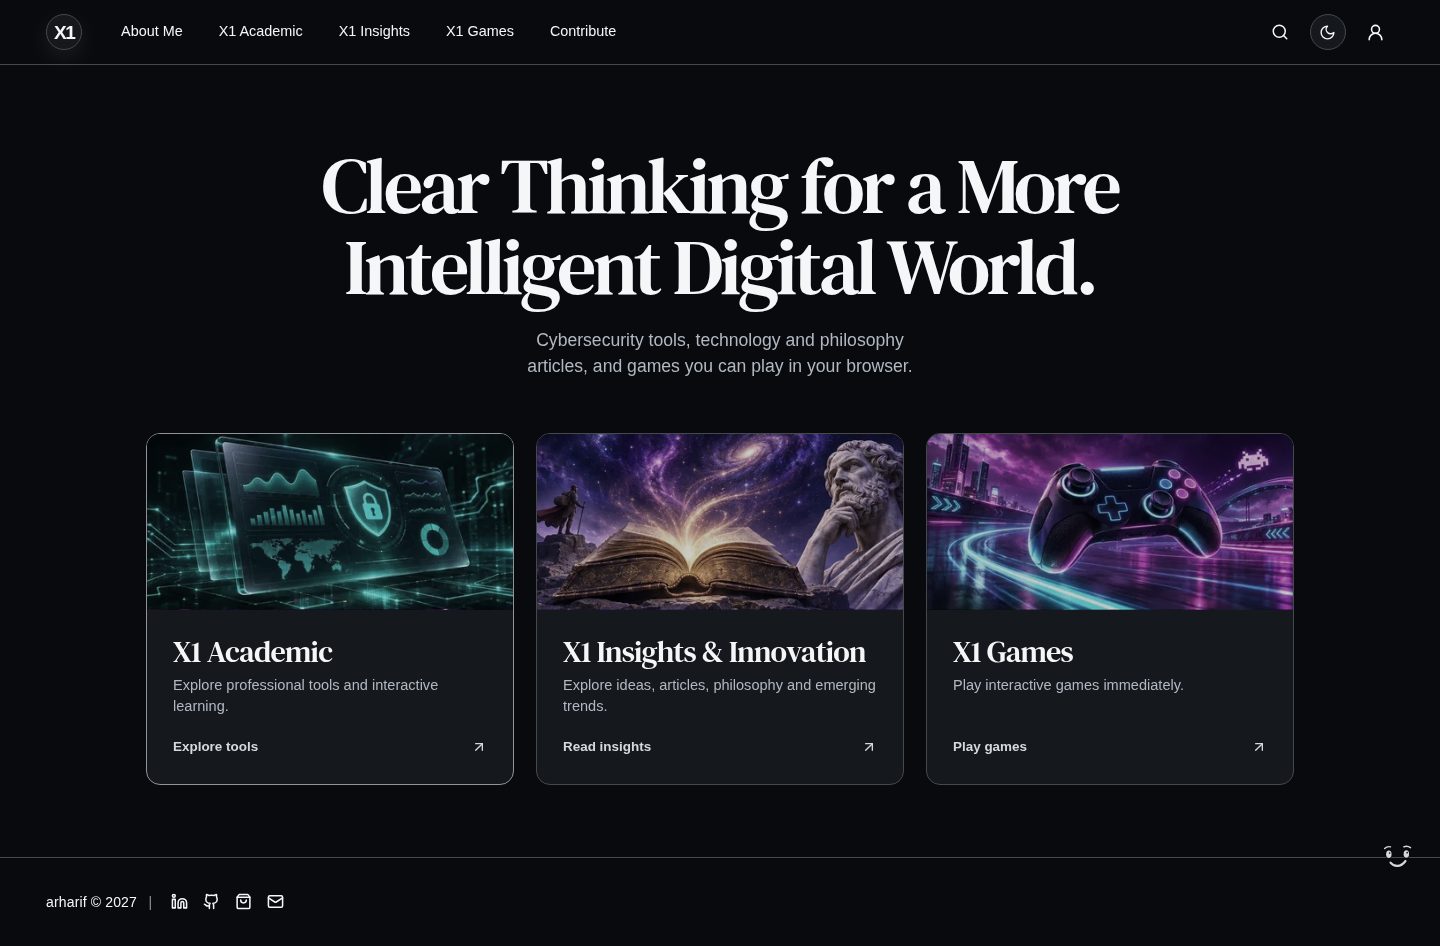 X1
About Me
X1 Academic
X1 Insights
X1 Games
Contribute
Clear Thinking for a More
Intelligent Digital World.
Cybersecurity tools, technology and philosophy
articles, and games you can play in your browser.
X1 Academic
Explore professional tools and interactive
learning.
Explore tools
X1 Insights & Innovation
Explore ideas, articles, philosophy and emerging
trends.
Read insights
X1 Games
Play interactive games immediately.
Play games
arharif © 2027 |